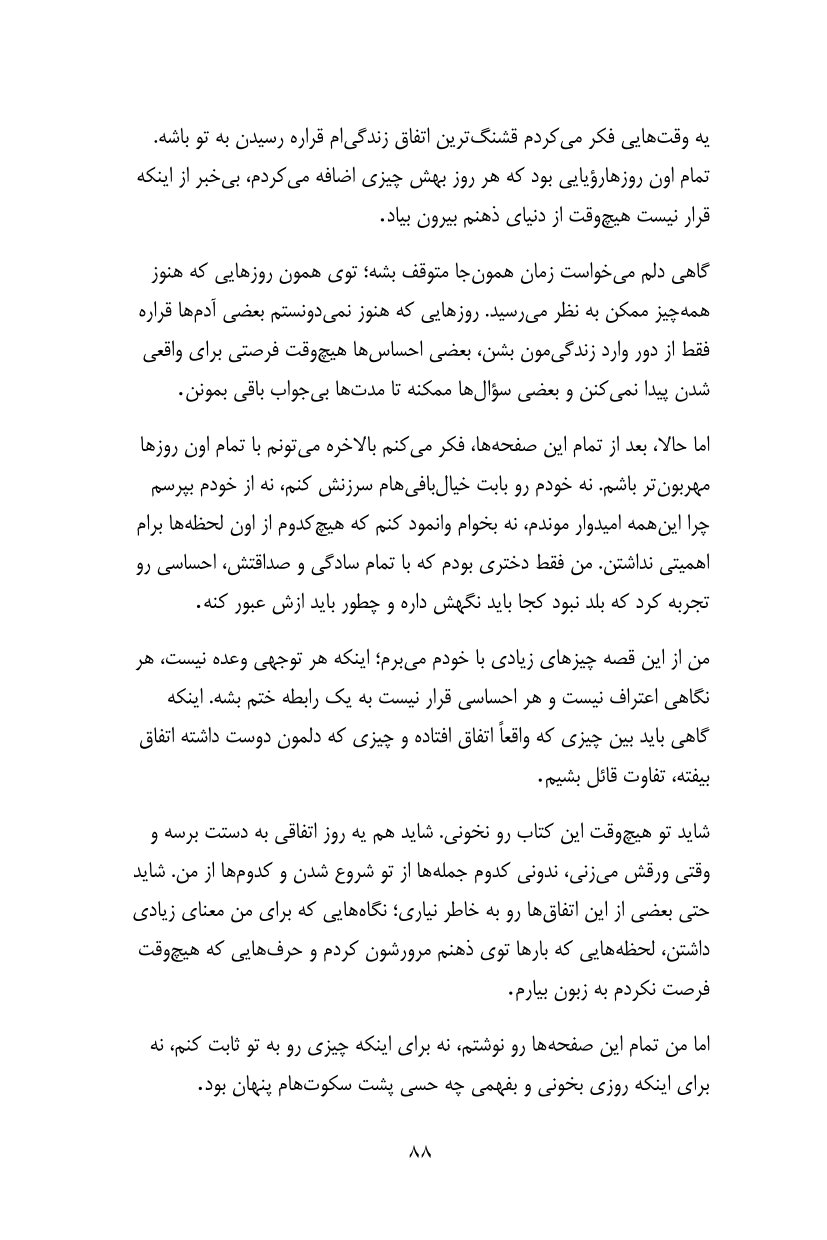 یه وقت‌هایی فکر می‌کردم قشنگ‌ترین اتفاق زندگی‌ام قراره رسیدن به تو باشه.
تمام اون روزهارؤیایی بود که هر روز بهش چیزی اضافه می‌کردم، بی‌خبر از اینکه
قرار نیست هیچ‌وقت از دنیای ذهنم بیرون بیاد.
گاهی دلم می‌خواست زمان همون‌جا متوقف بشه؛ توی همون روزهایی که هنوز
همه‌چیز ممکن به نظر می‌رسید. روزهایی که هنوز نمی‌دونستم بعضی آدم‌ها قراره
فقط از دور وارد زندگی‌مون بشن، بعضی احساس‌ها هیچ‌وقت فرصتی برای واقعی
شدن پیدا نمی‌کنن و بعضی سؤال‌ها ممکنه تا مدت‌ها بی‌جواب باقی بمونن.
اما حالا، بعد از تمام این صفحه‌ها، فکر می‌کنم بالاخره می‌تونم با تمام اون روزها
مهربون‌تر باشم. نه خودم رو بابت خیال‌بافی‌هام سرزنش کنم، نه از خودم بپرسم
چرا این‌همه امیدوار موندم، نه بخوام وانمود کنم که هیچ‌کدوم از اون لحظه‌ها برام
اهمیتی نداشتن. من فقط دختری بودم که با تمام سادگی و صداقتش، احساسی رو
تجربه کرد که بلد نبود کجا باید نگهش داره و چطور باید ازش عبور کنه.
من از این قصه چیزهای زیادی با خودم می‌برم؛ اینکه هر توجهی وعده نیست، هر
نگاهی اعتراف نیست و هر احساسی قرار نیست به یک رابطه ختم بشه. اینکه
گاهی باید بین چیزی که واقعاً اتفاق افتاده و چیزی که دلمون دوست داشته اتفاق
بیفته، تفاوت قائل بشیم.
شاید تو هیچ‌وقت این کتاب رو نخونی. شاید هم یه روز اتفاقی به دستت برسه و
وقتی ورقش می‌زنی، ندونی کدوم جمله‌ها از تو شروع شدن و کدوم‌ها از من. شاید
حتی بعضی از این اتفاق‌ها رو به خاطر نیاری؛ نگاه‌هایی که برای من معنای زیادی
داشتن، لحظه‌هایی که بارها توی ذهنم مرورشون کردم و حرف‌هایی که هیچ‌وقت
فرصت نکردم به زبون بیارم.
اما من تمام این صفحه‌ها رو نوشتم، نه برای اینکه چیزی رو به تو ثابت کنم، نه
برای اینکه روزی بخونی و بفهمی چه حسی پشت سکوت‌هام پنهان بود.
۸۸